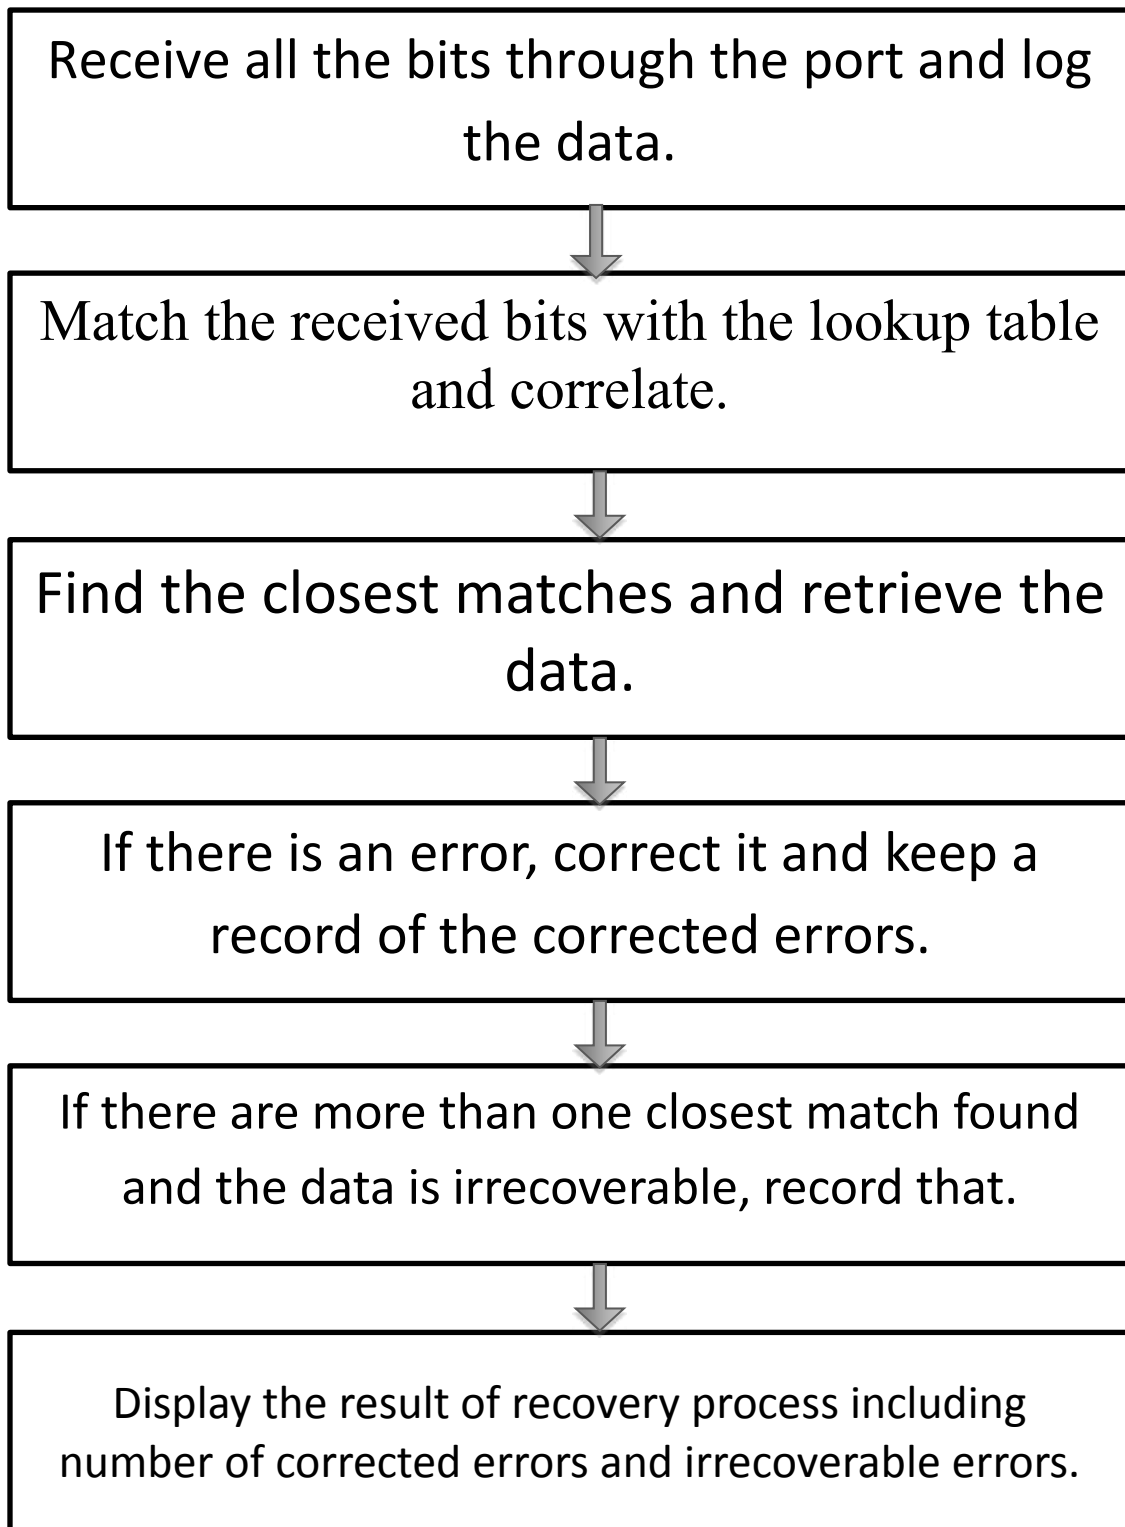 Receive all the bits through the port and log
the data.
Match the received bits with the lookup table
and correlate.
Find the closest matches and retrieve the
data.
If there is an error, correct it and keep a
record of the corrected errors.
If there are more than one closest match found
and the data is irrecoverable, record that.
Display the result of recovery process including
number of corrected errors and irrecoverable errors.